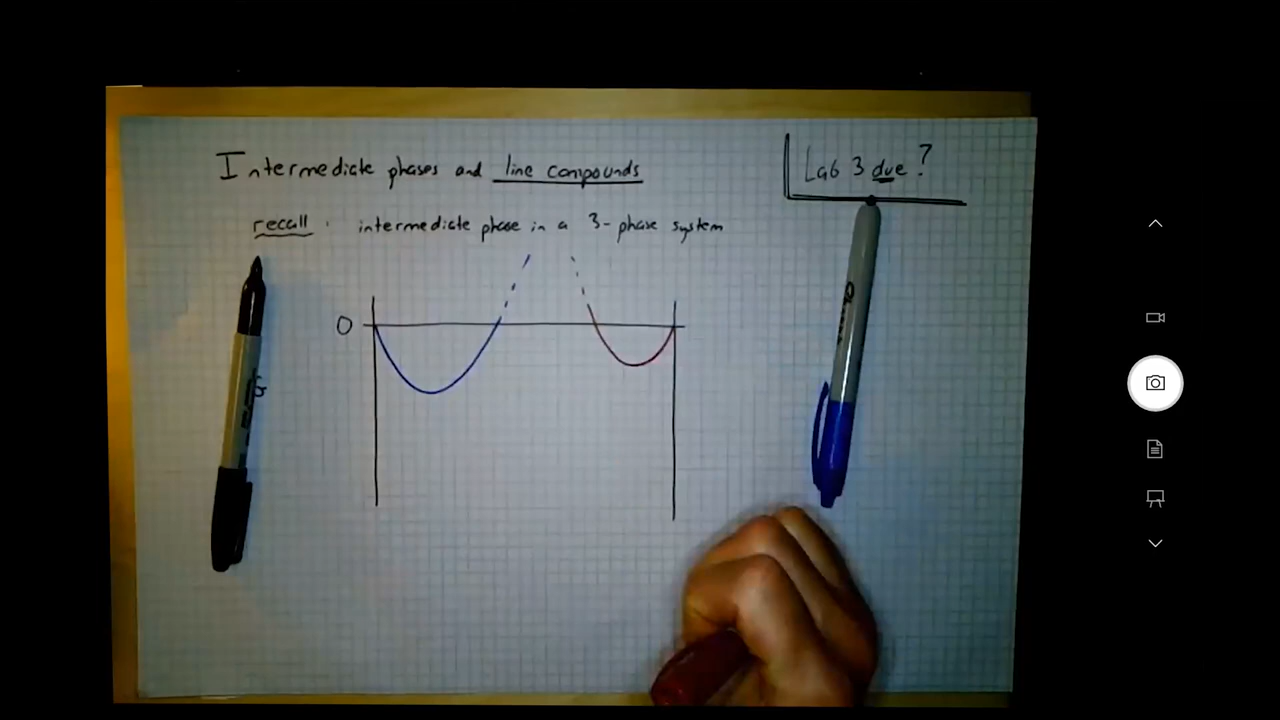 Intermediate phases and line compounds
Lab 3 due?
recall: intermediate phase in a 3-phase system
0